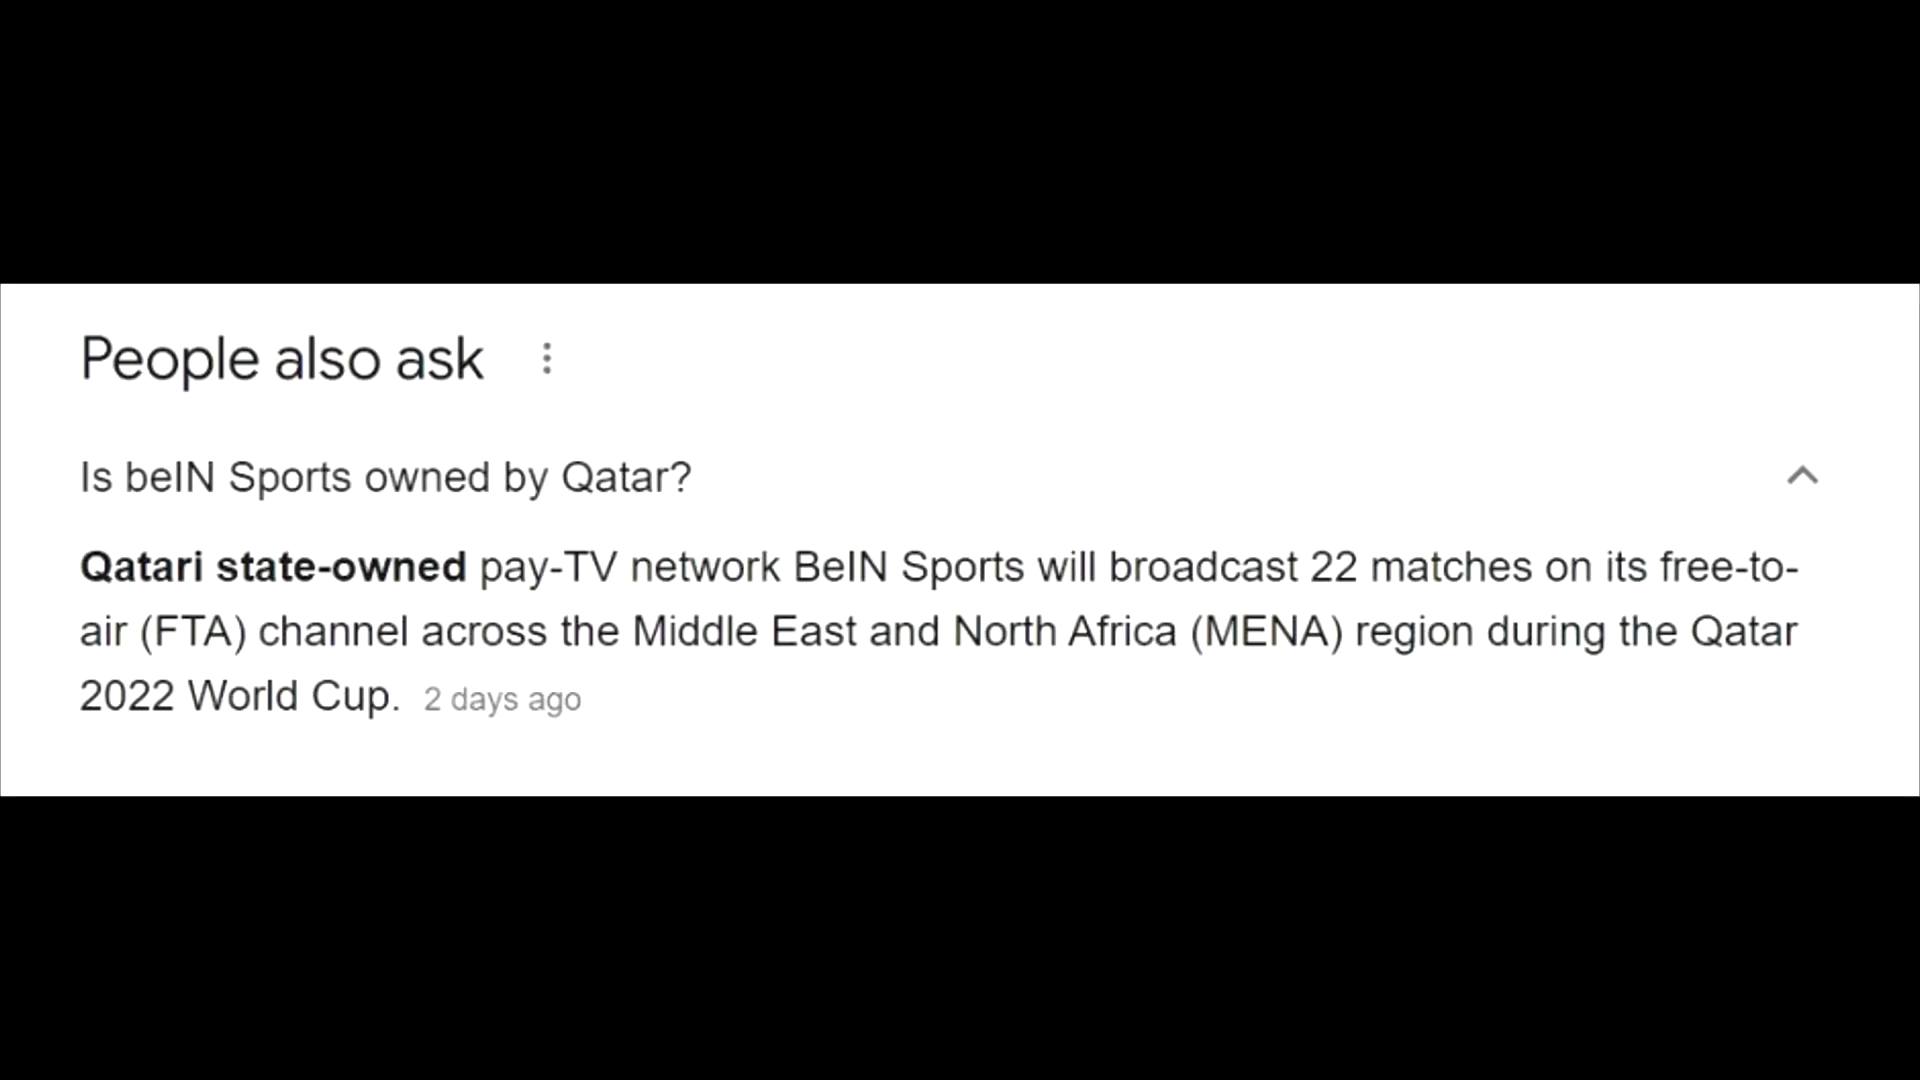 People also ask
Is beIN Sports owned by Qatar?
Qatari state-owned pay-TV network BeIN Sports will broadcast 22 matches on its free-to-
air (FTA) channel across the Middle East and North Africa (MENA) region during the Qatar
2022 World Cup. 2 days ago